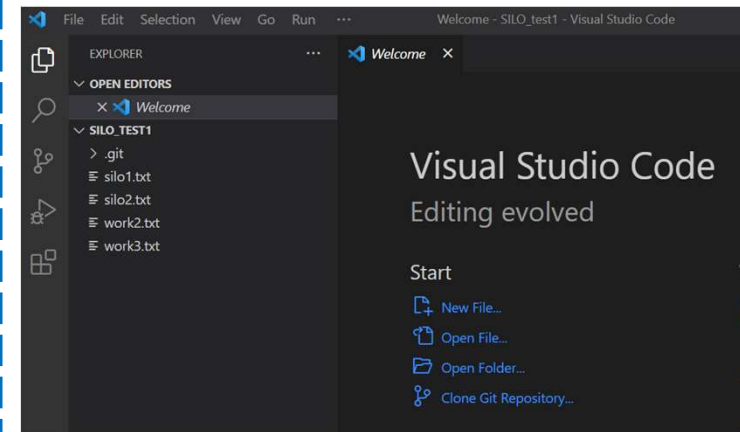 File Edit Selection View Go Run ··· Welcome - SILO_test1 - Visual Studio Code
EXPLORER ···
OPEN EDITORS
Welcome
SILO_TEST1
.git
silo1.txt
silo2.txt
work2.txt
work3.txt
Welcome
Visual Studio Code
Editing evolved
Start
New File...
Open File...
Open Folder...
Clone Git Repository...